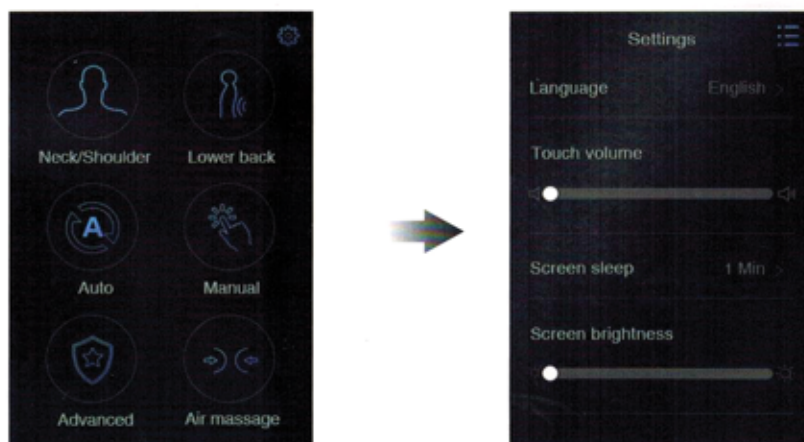 Neck/Shoulder
Lower back
A
Auto
Manual
Advanced
Air massage
Settings
Language English >
Touch volume
Screen sleep 1 Min >
Screen brightness